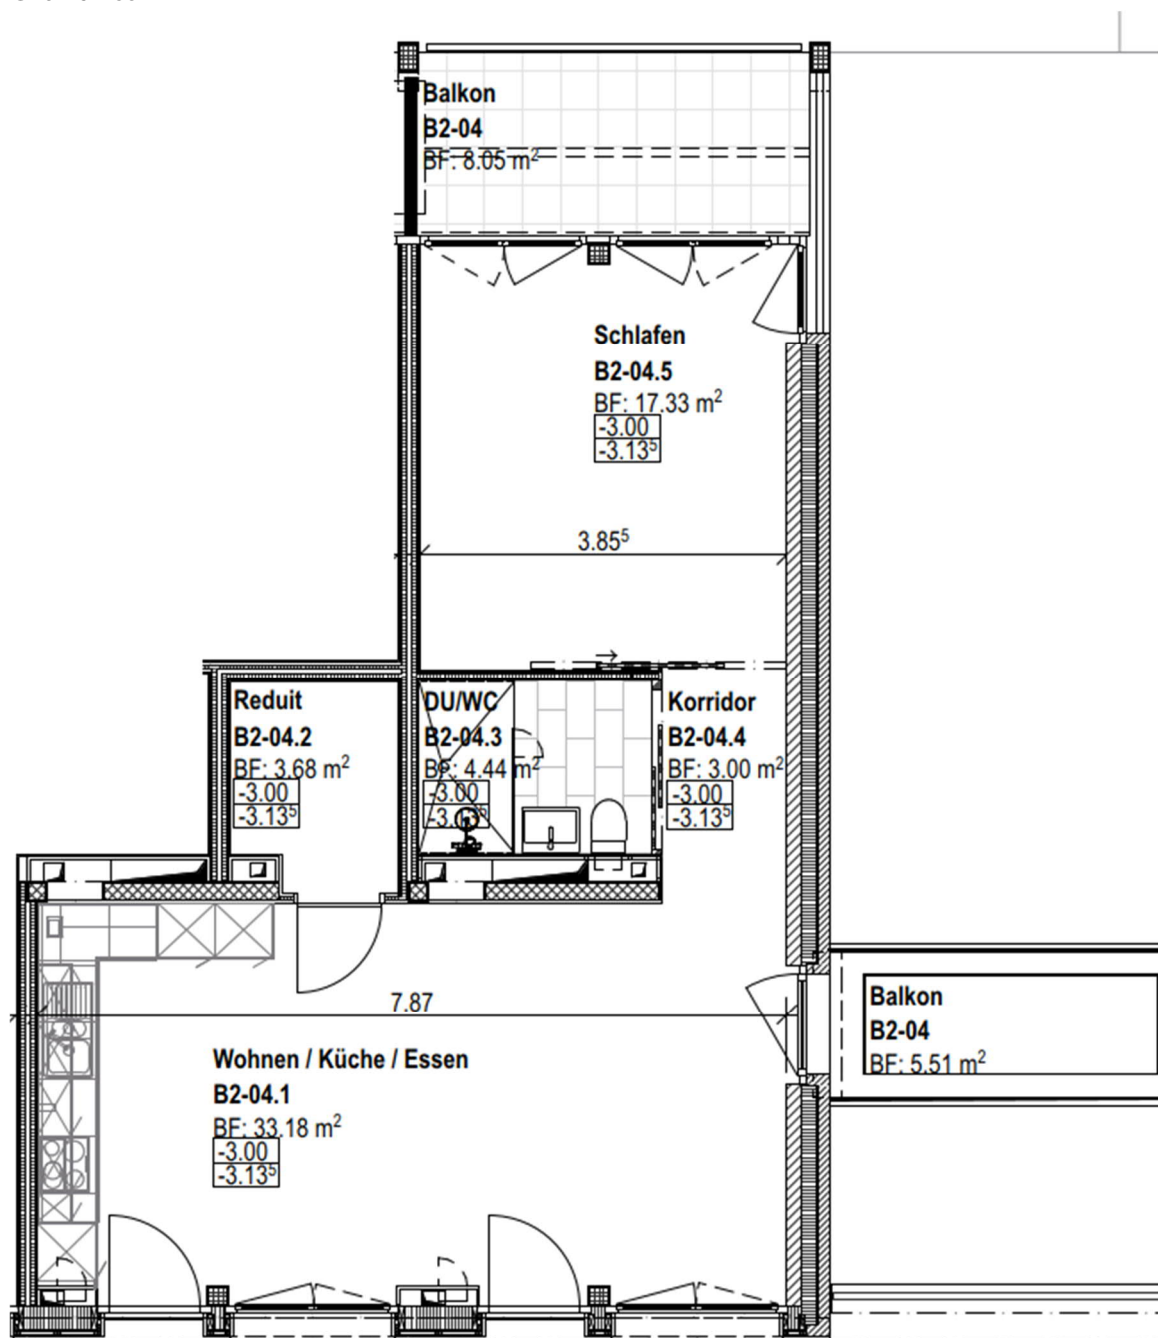 Balkon
B2-04
BF: 8.05 m²
Schlafen
B2-04.5
BF: 17.33 m²
-3.00
-3.13⁵
3.85⁵
Reduit
B2-04.2
BF: 3.68 m²
-3.00
-3.13⁵
DU/WC
B2-04.3
BF: 4.44 m²
-3.00
-3.13⁵
Korridor
B2-04.4
BF: 3.00 m²
-3.00
-3.13⁵
7.87
Balkon
B2-04
BF: 5.51 m²
Wohnen / Küche / Essen
B2-04.1
BF: 33.18 m²
-3.00
-3.13⁵